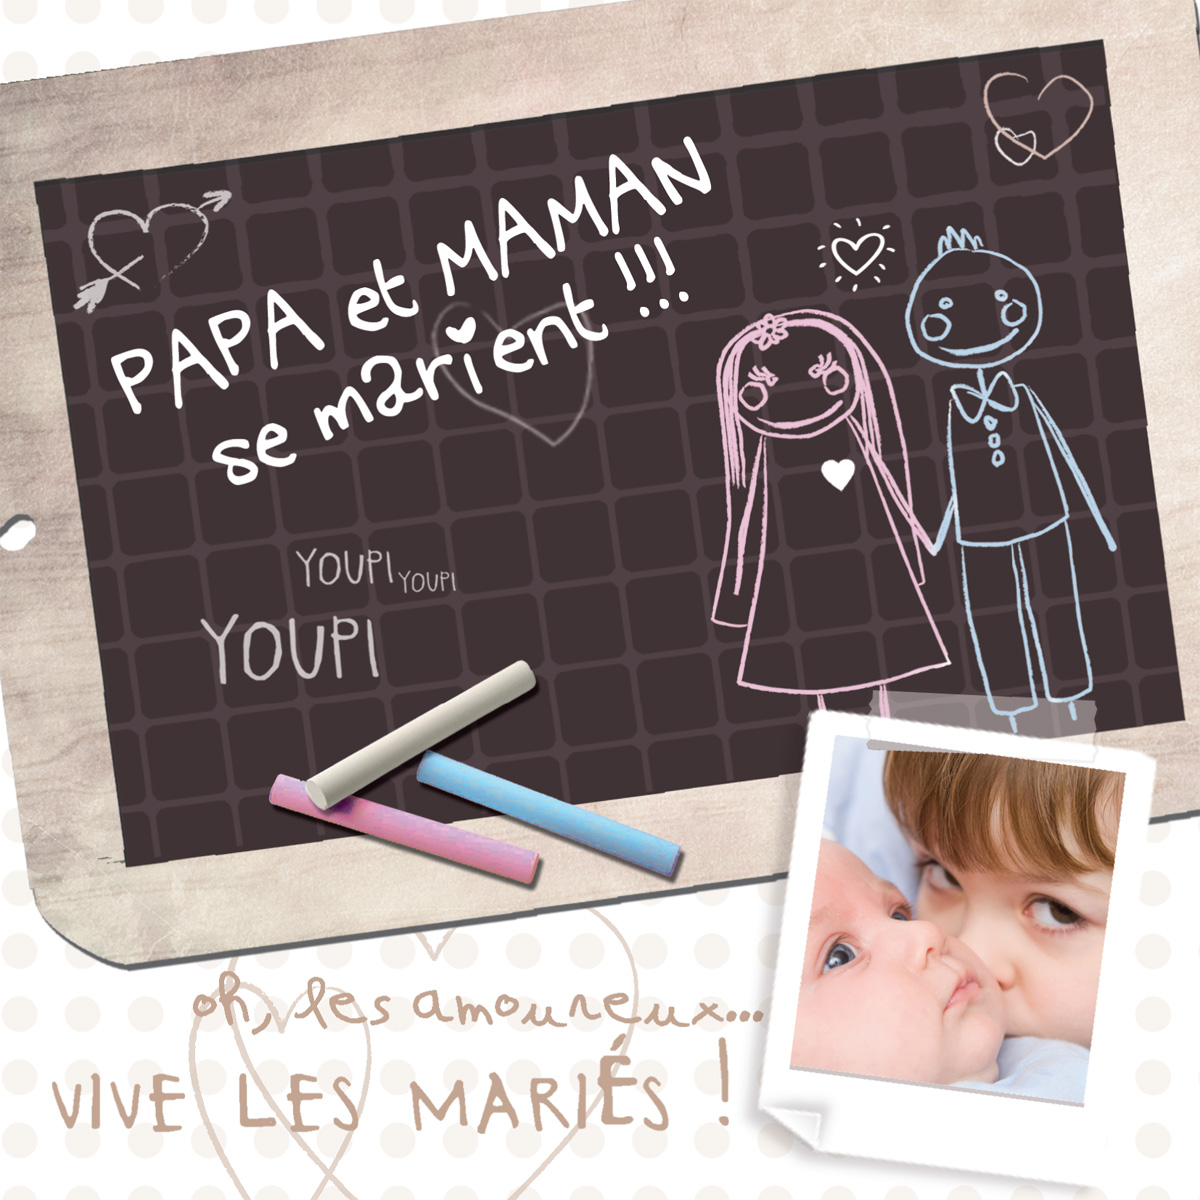 PAPA et MAMAN
se marient !!!
YOUPI YOUPI
YOUPI
oh, les amoureux...
VIVE LES MARIÉS !